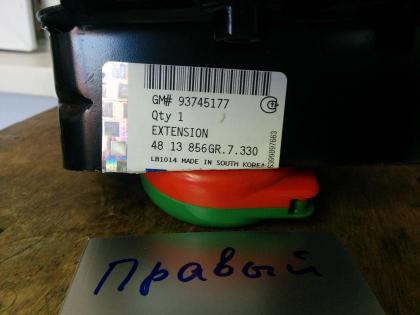 GM# 93745177
Qty 1
EXTENSION
48 13 856GR.7.330
LB1014 MADE IN SOUTH KOREA
Правый